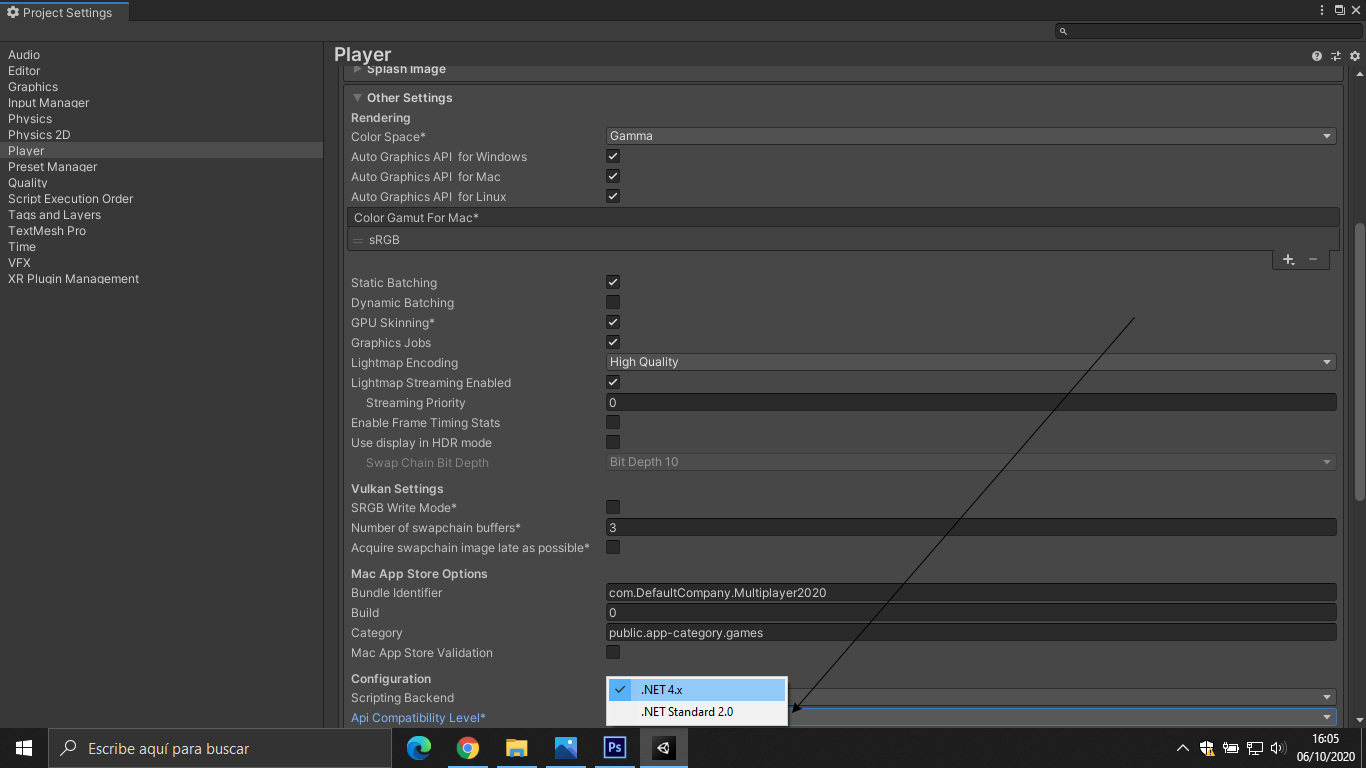 Project Settings
Audio
Editor
Graphics
Input Manager
Physics
Physics 2D
Player
Preset Manager
Quality
Script Execution Order
Tags and Layers
TextMesh Pro
Time
VFX
XR Plugin Management
Player
Splash Image
Other Settings
Rendering
Color Space* Gamma
Auto Graphics API for Windows
Auto Graphics API for Mac
Auto Graphics API for Linux
Color Gamut For Mac*
sRGB
Static Batching
Dynamic Batching
GPU Skinning*
Graphics Jobs
Lightmap Encoding High Quality
Lightmap Streaming Enabled
Streaming Priority 0
Enable Frame Timing Stats
Use display in HDR mode
Swap Chain Bit Depth Bit Depth 10
Vulkan Settings
SRGB Write Mode*
Number of swapchain buffers* 3
Acquire swapchain image late as possible*
Mac App Store Options
Bundle Identifier com.DefaultCompany.Multiplayer2020
Build 0
Category public.app-category.games
Mac App Store Validation
Configuration
Scripting Backend
.NET 4.x
.NET Standard 2.0
Api Compatibility Level*
Escribe aquí para buscar
Ps
16:05
06/10/2020